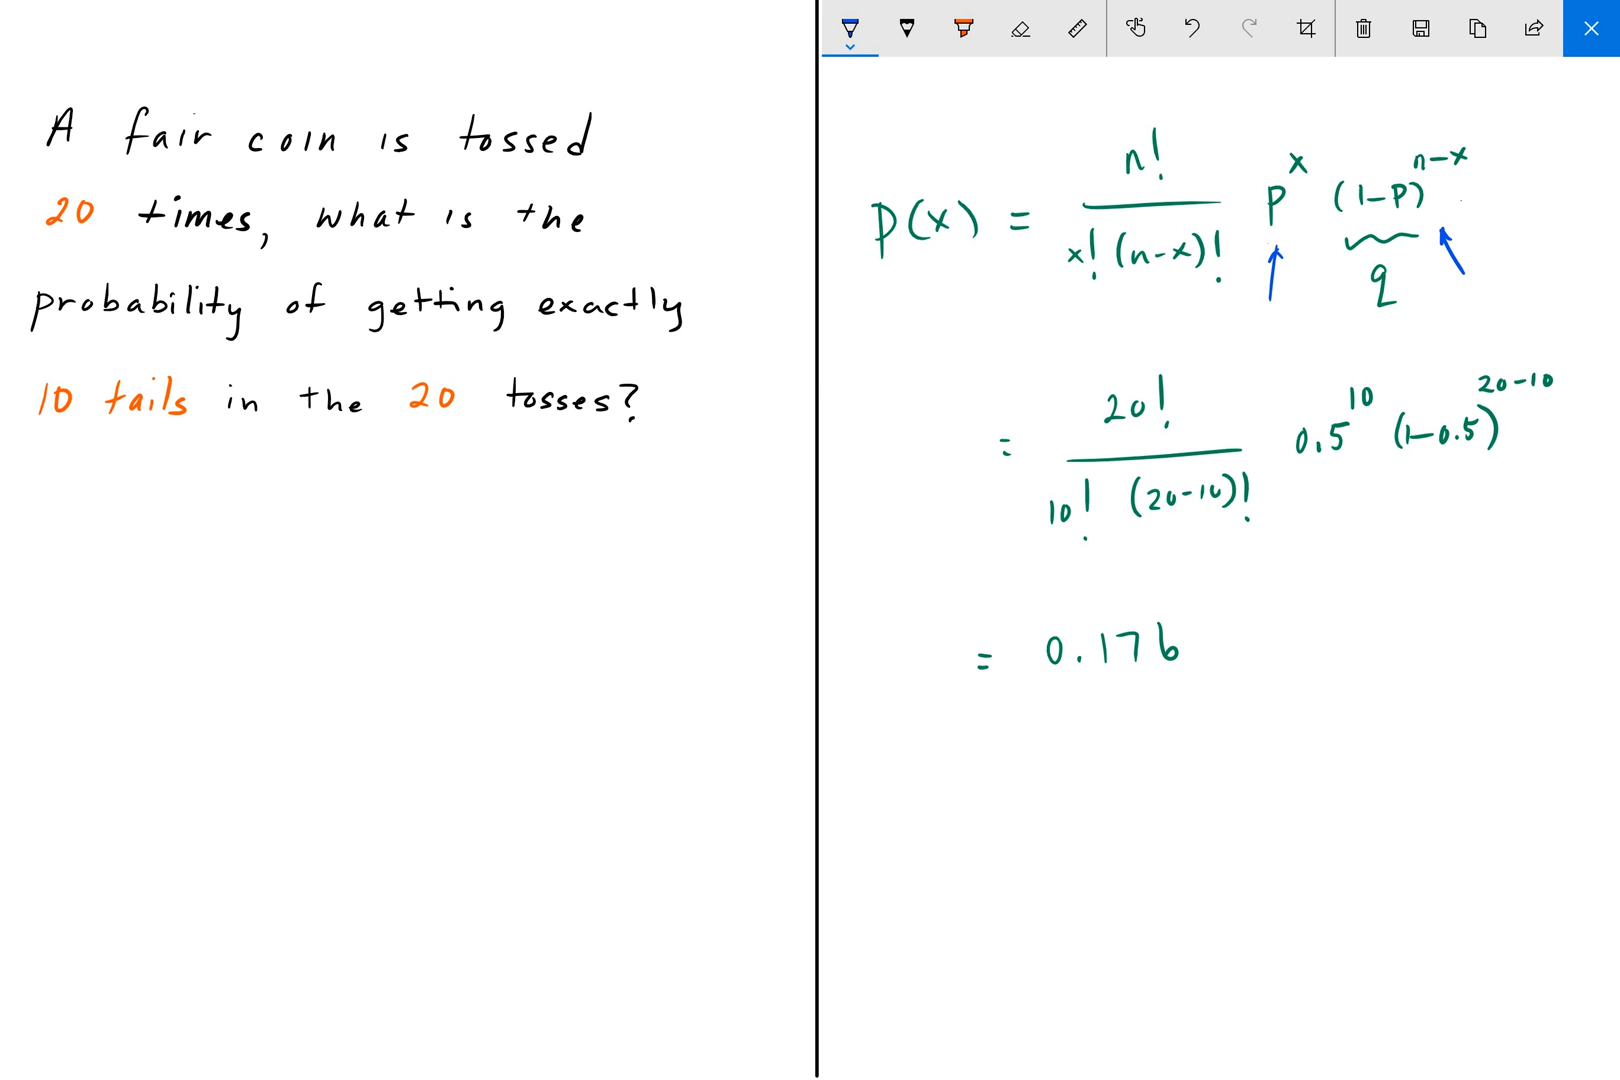 A fair coin is tossed
20 times, what is the
probability of getting exactly
10 tails in the 20 tosses?
P(x) = n! / x! (n-x)! p^x (1-p)^n-x
q
= 20! / 10! (20-10)! 0.5^10 (1-0.5)^20-10
= 0.176